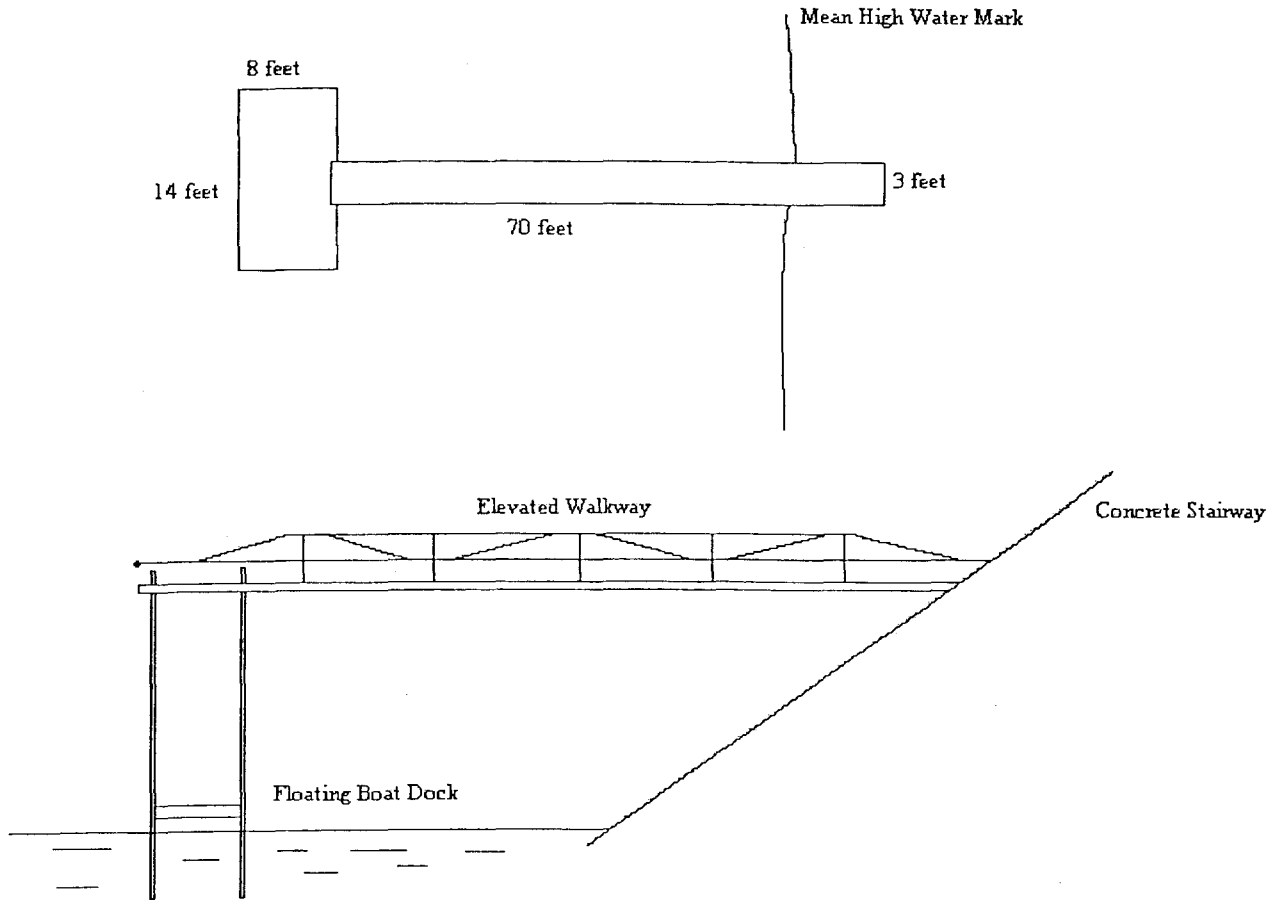 Mean High Water Mark
8 feet
14 feet
3 feet
70 feet
Elevated Walkway
Concrete Stairway
Floating Boat Dock